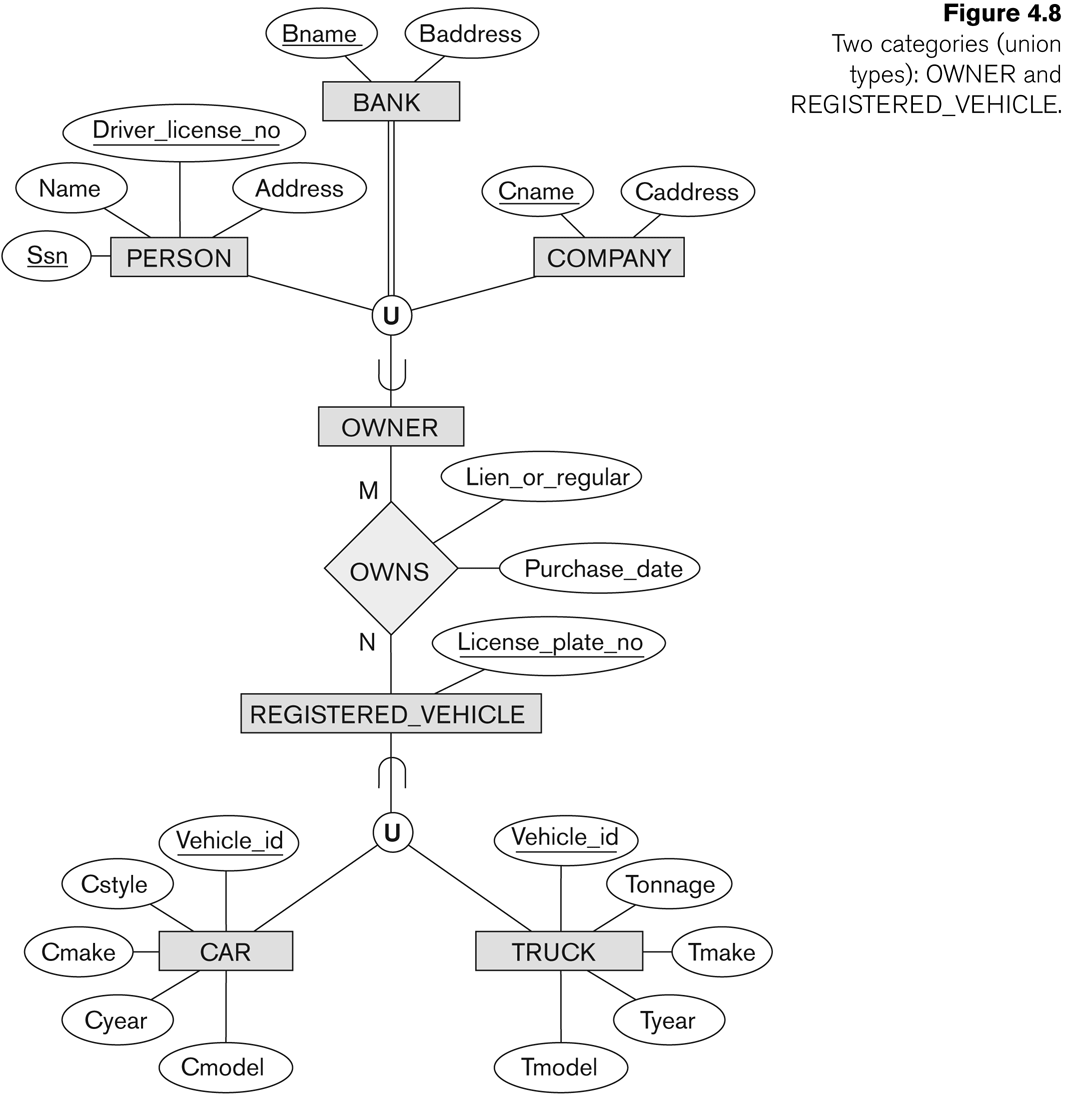 Figure 4.8
Two categories (union
types): OWNER and
REGISTERED_VEHICLE.
Bname
Baddress
BANK
Driver_license_no
Name
Address
Cname
Caddress
Ssn
PERSON
COMPANY
U
OWNER
M
Lien_or_regular
OWNS
Purchase_date
N
License_plate_no
REGISTERED_VEHICLE
U
Vehicle_id
Vehicle_id
Cstyle
Tonnage
Cmake
CAR
TRUCK
Tmake
Cyear
Tyear
Cmodel
Tmodel